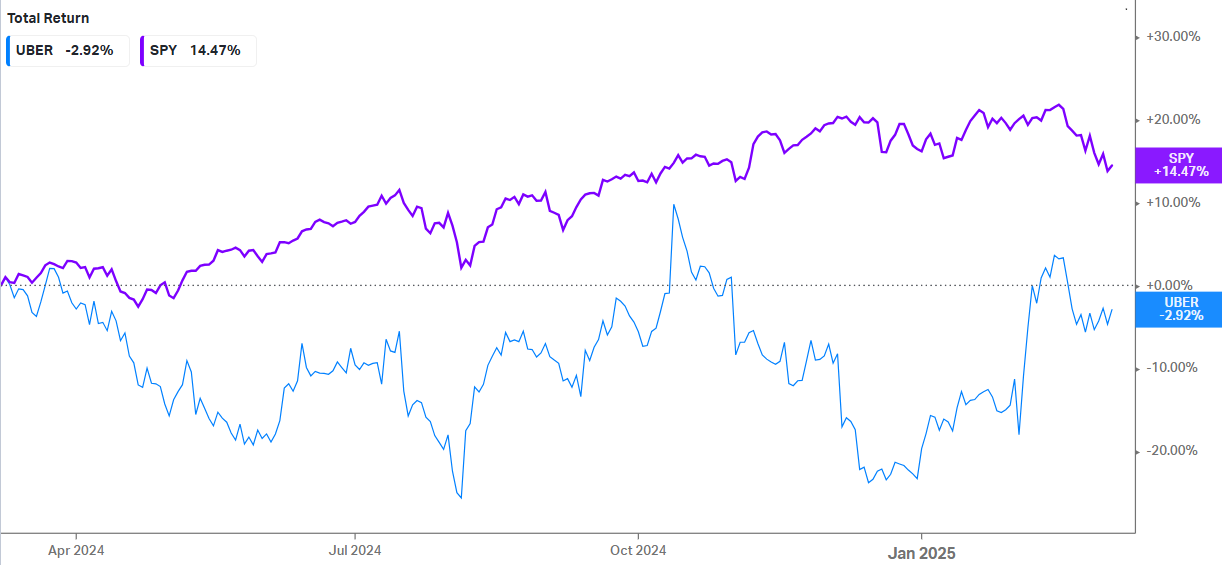 Total Return
UBER -2.92% SPY 14.47%
+30.00%
+20.00%
SPY
+14.47%
+10.00%
+0.00%
UBER
-2.92%
-10.00%
-20.00%
Apr 2024 Jul 2024 Oct 2024 Jan 2025